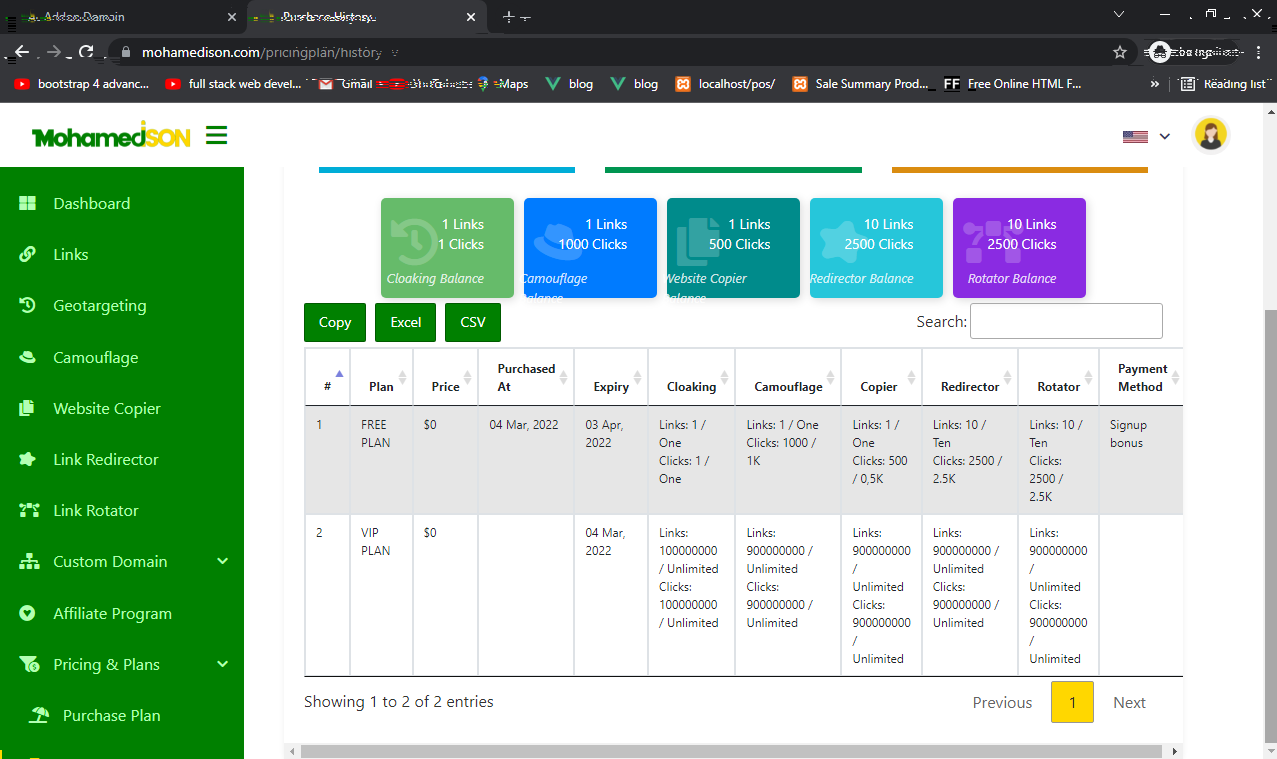 Addon Domain
Purchase History
mohamedison.com/pricingplan/history
bootstrap 4 advanc...
full stack web devel...
Gmail
YouTube
Maps
blog
blog
localhost/pos/
Sale Summary Prod...
FF Free Online HTML F...
»
Reading list
MohamedISON
Dashboard
Links
Geotargeting
Camouflage
Website Copier
Link Redirector
Link Rotator
Custom Domain
Affiliate Program
Pricing & Plans
Purchase Plan
1 Links
1 Clicks
Cloaking Balance
1 Links
1000 Clicks
Camouflage
Balance
1 Links
500 Clicks
Website Copier
Balance
10 Links
2500 Clicks
Redirector Balance
10 Links
2500 Clicks
Rotator Balance
Copy
Excel
CSV
Search:
#
Plan
Price
Purchased
At
Expiry
Cloaking
Camouflage
Copier
Redirector
Rotator
Payment
Method
1
FREE
PLAN
$0
04 Mar, 2022
03 Apr,
2022
Links: 1 /
One
Clicks: 1 /
One
Links: 1 / One
Clicks: 1000 /
1K
Links: 1 /
One
Clicks: 500
/ 0,5K
Links: 10 /
Ten
Clicks: 2500 /
2.5K
Links: 10 /
Ten
Clicks:
2500 /
2.5K
Signup
bonus
2
VIP
PLAN
$0
04 Mar,
2022
Links:
100000000
/ Unlimited
Clicks:
100000000
/ Unlimited
Links:
900000000 /
Unlimited
Clicks:
900000000 /
Unlimited
Links:
900000000
/
Unlimited
Clicks:
900000000
/
Unlimited
Links:
900000000 /
Unlimited
Clicks:
900000000 /
Unlimited
Links:
900000000
/
Unlimited
Clicks:
900000000
/
Unlimited
Showing 1 to 2 of 2 entries
Previous
1
Next